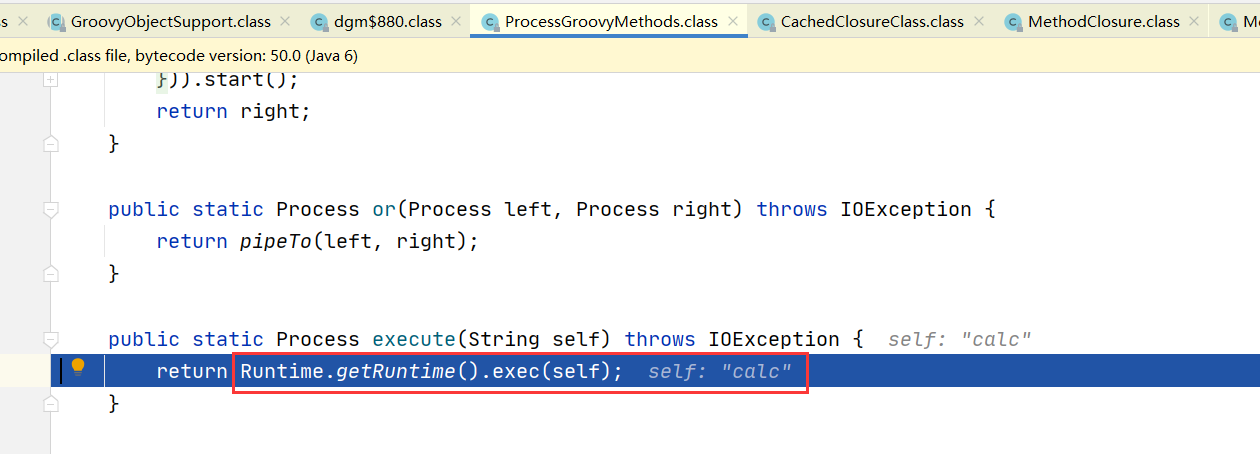 ss GroovyObjectSupport.class dgm$880.class ProcessGroovyMethods.class CachedClosureClass.class MethodClosure.class Me
ompiled .class file, bytecode version: 50.0 (Java 6)
})).start();
return right;
}
public static Process or(Process left, Process right) throws IOException {
return pipeTo(left, right);
}
public static Process execute(String self) throws IOException { self: "calc"
return Runtime.getRuntime().exec(self); self: "calc"
}